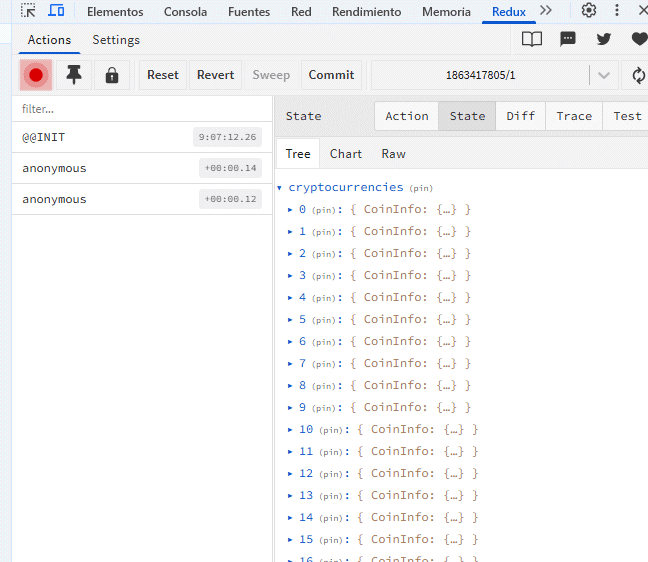 Elementos Consola Fuentes Red Rendimiento Memoria Redux
Actions Settings
Reset Revert Sweep Commit 1863417805/1
filter...
@@INIT 9:07:12.26
anonymous +00:00.14
anonymous +00:00.12
State Action State Diff Trace Test
Tree Chart Raw
cryptocurrencies (pin)
0 (pin): { CoinInfo: {…} }
1 (pin): { CoinInfo: {…} }
2 (pin): { CoinInfo: {…} }
3 (pin): { CoinInfo: {…} }
4 (pin): { CoinInfo: {…} }
5 (pin): { CoinInfo: {…} }
6 (pin): { CoinInfo: {…} }
7 (pin): { CoinInfo: {…} }
8 (pin): { CoinInfo: {…} }
9 (pin): { CoinInfo: {…} }
10 (pin): { CoinInfo: {…} }
11 (pin): { CoinInfo: {…} }
12 (pin): { CoinInfo: {…} }
13 (pin): { CoinInfo: {…} }
14 (pin): { CoinInfo: {…} }
15 (pin): { CoinInfo: {…} }
16 (pin): { CoinInfo: {…} }